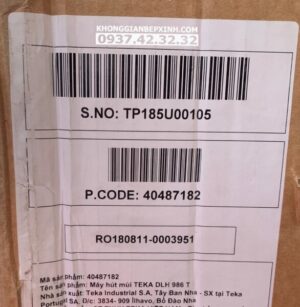 KHONGGIANBEPXINH.COM
0937.42.32.32
S.NO: TP185U00105
P.CODE: 40487182
RO180811-0003951
Mã sản phẩm: 40487182
Tên sản phẩm: Máy hút mùi TEKA DLH 986 T
Nhà sản xuất: Teka Industrial S.A, Tây Ban Nha - SX tại Teka
Portugal SA, Đ/c: 3834- 909 Ílhavo, Bồ Đào Nha